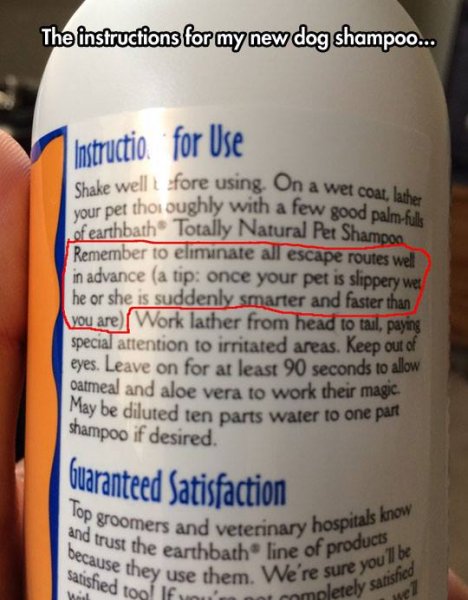 The instructions for my new dog shampoo...
Instructio for Use
Shake well before using. On a wet coat, lather
your pet thoroughly with a few good palm-fulls
of earthbath® Totally Natural Pet Shampoo
Remember to eliminate all escape routes well
in advance (a tip: once your pet is slippery wet
he or she is suddenly smarter and faster than
you are). Work lather from head to tail, paying
special attention to irritated areas. Keep out of
eyes. Leave on for at least 90 seconds to allow
oatmeal and aloe vera to work their magic.
May be diluted ten parts water to one part
shampoo if desired.
Guaranteed Satisfaction
Top groomers and veterinary hospitals know
and trust the earthbath® line of products
because they use them. We're sure you'll be
satisfied too! If you're not completely satisfied
we'll